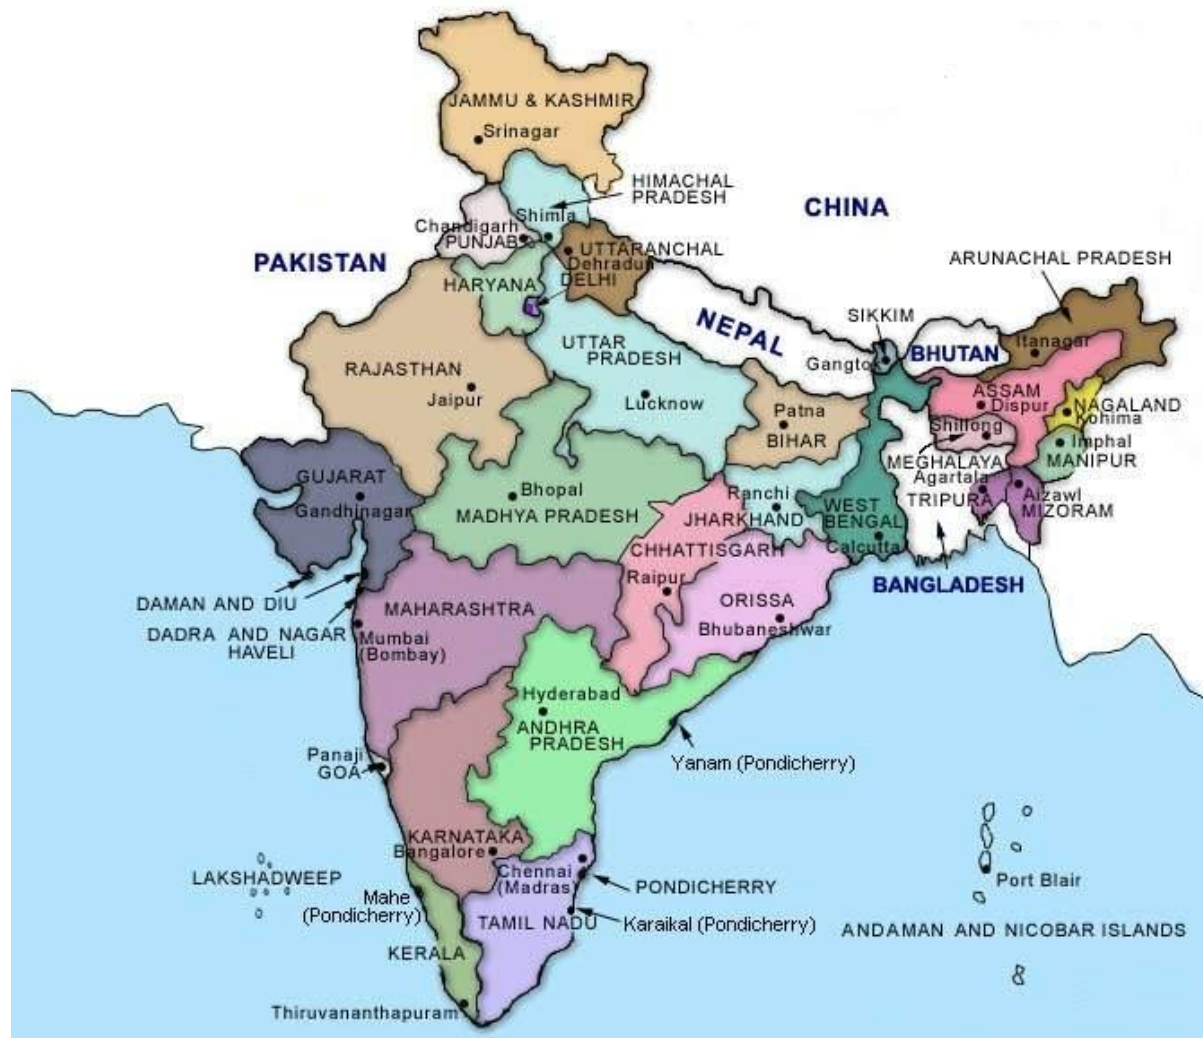 JAMMU & KASHMIR
Srinagar
HIMACHAL
PRADESH
Shimla
CHINA
Chandigarh
PUNJAB
UTTARANCHAL
Dehradun
PAKISTAN
DELHI
HARYANA
ARUNACHAL PRADESH
SIKKIM
NEPAL
UTTAR
PRADESH
Itanagar
BHUTAN
Gangtok
RAJASTHAN
Jaipur
Lucknow
ASSAM
Dispur
NAGALAND
Kohima
Patna
BIHAR
Shillong
Imphal
MANIPUR
MEGHALAYA
GUJARAT
Gandhinagar
Bhopal
MADHYA PRADESH
Ranchi
JHARKHAND
WEST
BENGAL
Calcutta
Agartala
TRIPURA
Aizawl
MIZORAM
CHHATTISGARH
Raipur
BANGLADESH
DAMAN AND DIU
DADRA AND NAGAR
HAVELI
MAHARASHTRA
Mumbai
(Bombay)
ORISSA
Bhubaneshwar
Hyderabad
ANDHRA
PRADESH
Yanam (Pondicherry)
Panaji
GOA
KARNATAKA
Bangalore
LAKSHADWEEP
Mahe
(Pondicherry)
Chennai
(Madras)
PONDICHERRY
Port Blair
TAMIL NADU
Karaikal (Pondicherry)
ANDAMAN AND NICOBAR ISLANDS
KERALA
Thiruvananthapuram